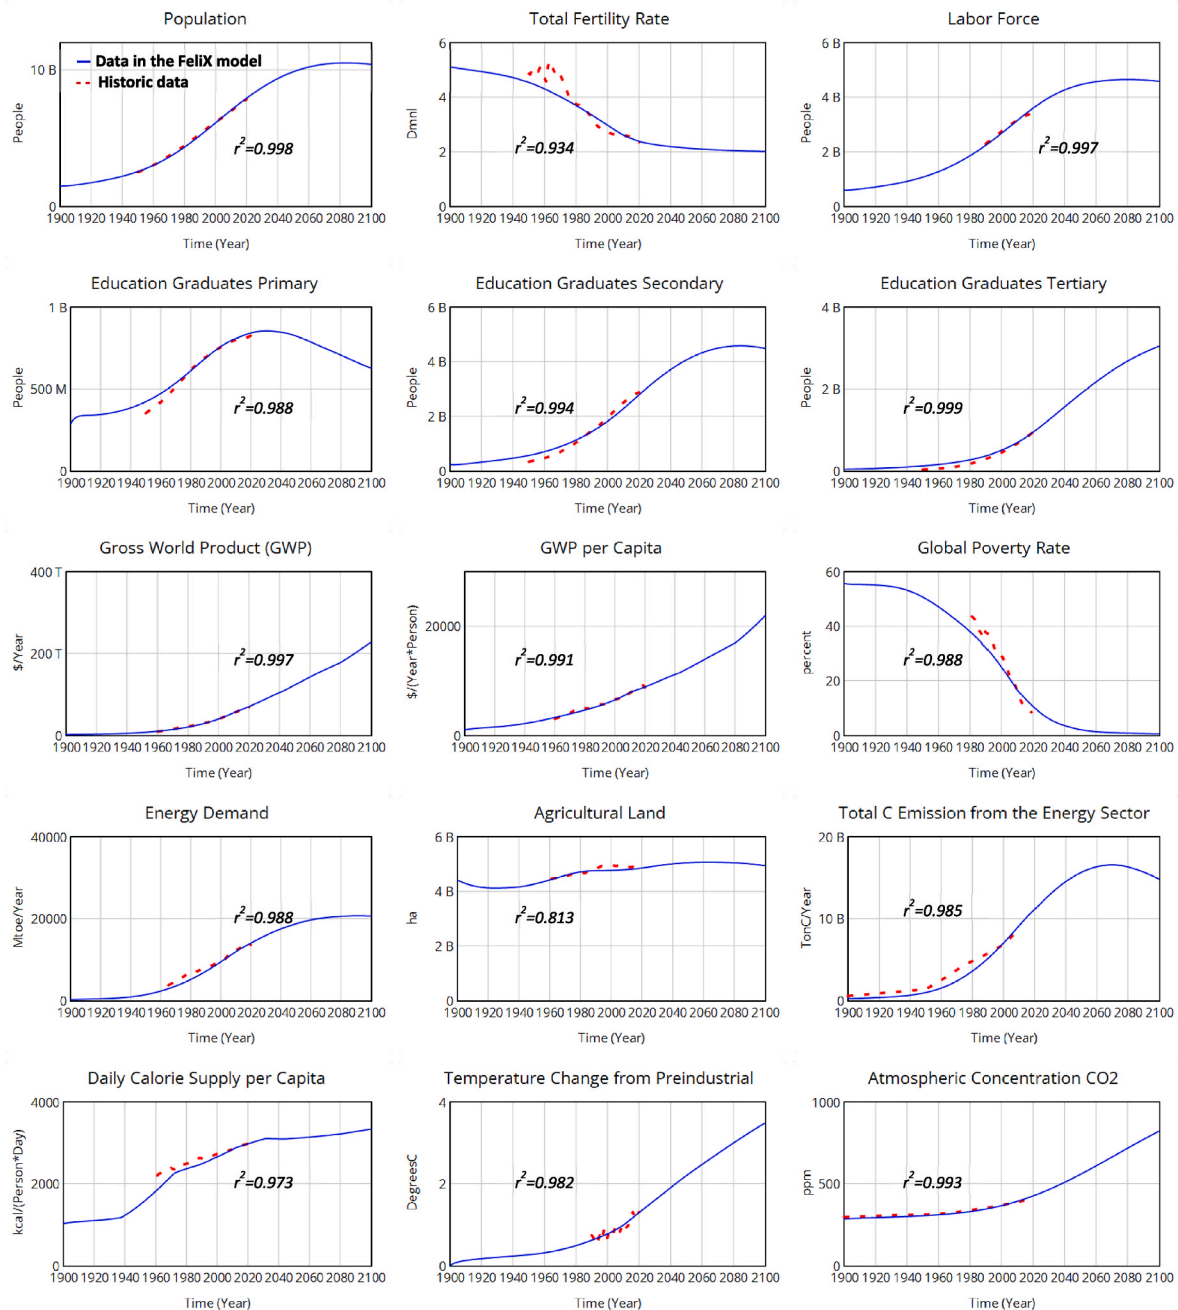 Population
Total Fertility Rate
Labor Force
10 B
0
People
Data in the FeliX model
Historic data
r²=0.998
1900 1920 1940 1960 1980 2000 2020 2040 2060 2080 2100
Time (Year)
6
4
2
0
Dmnl
r²=0.934
1900 1920 1940 1960 1980 2000 2020 2040 2060 2080 2100
Time (Year)
6 B
4 B
2 B
0
People
r²=0.997
1900 1920 1940 1960 1980 2000 2020 2040 2060 2080 2100
Time (Year)
Education Graduates Primary
Education Graduates Secondary
Education Graduates Tertiary
1 B
500 M
0
People
r²=0.988
1900 1920 1940 1960 1980 2000 2020 2040 2060 2080 2100
Time (Year)
6 B
4 B
2 B
0
People
r²=0.994
1900 1920 1940 1960 1980 2000 2020 2040 2060 2080 2100
Time (Year)
4 B
2 B
0
People
r²=0.999
1900 1920 1940 1960 1980 2000 2020 2040 2060 2080 2100
Time (Year)
Gross World Product (GWP)
GWP per Capita
Global Poverty Rate
400 T
200 T
0
$/Year
r²=0.997
1900 1920 1940 1960 1980 2000 2020 2040 2060 2080 2100
Time (Year)
20000
0
$/(Year*Person)
r²=0.991
1900 1920 1940 1960 1980 2000 2020 2040 2060 2080 2100
Time (Year)
60
40
20
0
percent
r²=0.988
1900 1920 1940 1960 1980 2000 2020 2040 2060 2080 2100
Time (Year)
Energy Demand
Agricultural Land
Total C Emission from the Energy Sector
40000
20000
0
Mtoe/Year
r²=0.988
1900 1920 1940 1960 1980 2000 2020 2040 2060 2080 2100
Time (Year)
6 B
4 B
2 B
0
ha
r²=0.813
1900 1920 1940 1960 1980 2000 2020 2040 2060 2080 2100
Time (Year)
20 B
10 B
0
TonC/Year
r²=0.985
1900 1920 1940 1960 1980 2000 2020 2040 2060 2080 2100
Time (Year)
Daily Calorie Supply per Capita
Temperature Change from Preindustrial
Atmospheric Concentration CO2
4000
2000
0
kcal/(Person*Day)
r²=0.973
1900 1920 1940 1960 1980 2000 2020 2040 2060 2080 2100
Time (Year)
4
2
0
DegreesC
r²=0.982
1900 1920 1940 1960 1980 2000 2020 2040 2060 2080 2100
Time (Year)
1000
500
0
ppm
r²=0.993
1900 1920 1940 1960 1980 2000 2020 2040 2060 2080 2100
Time (Year)